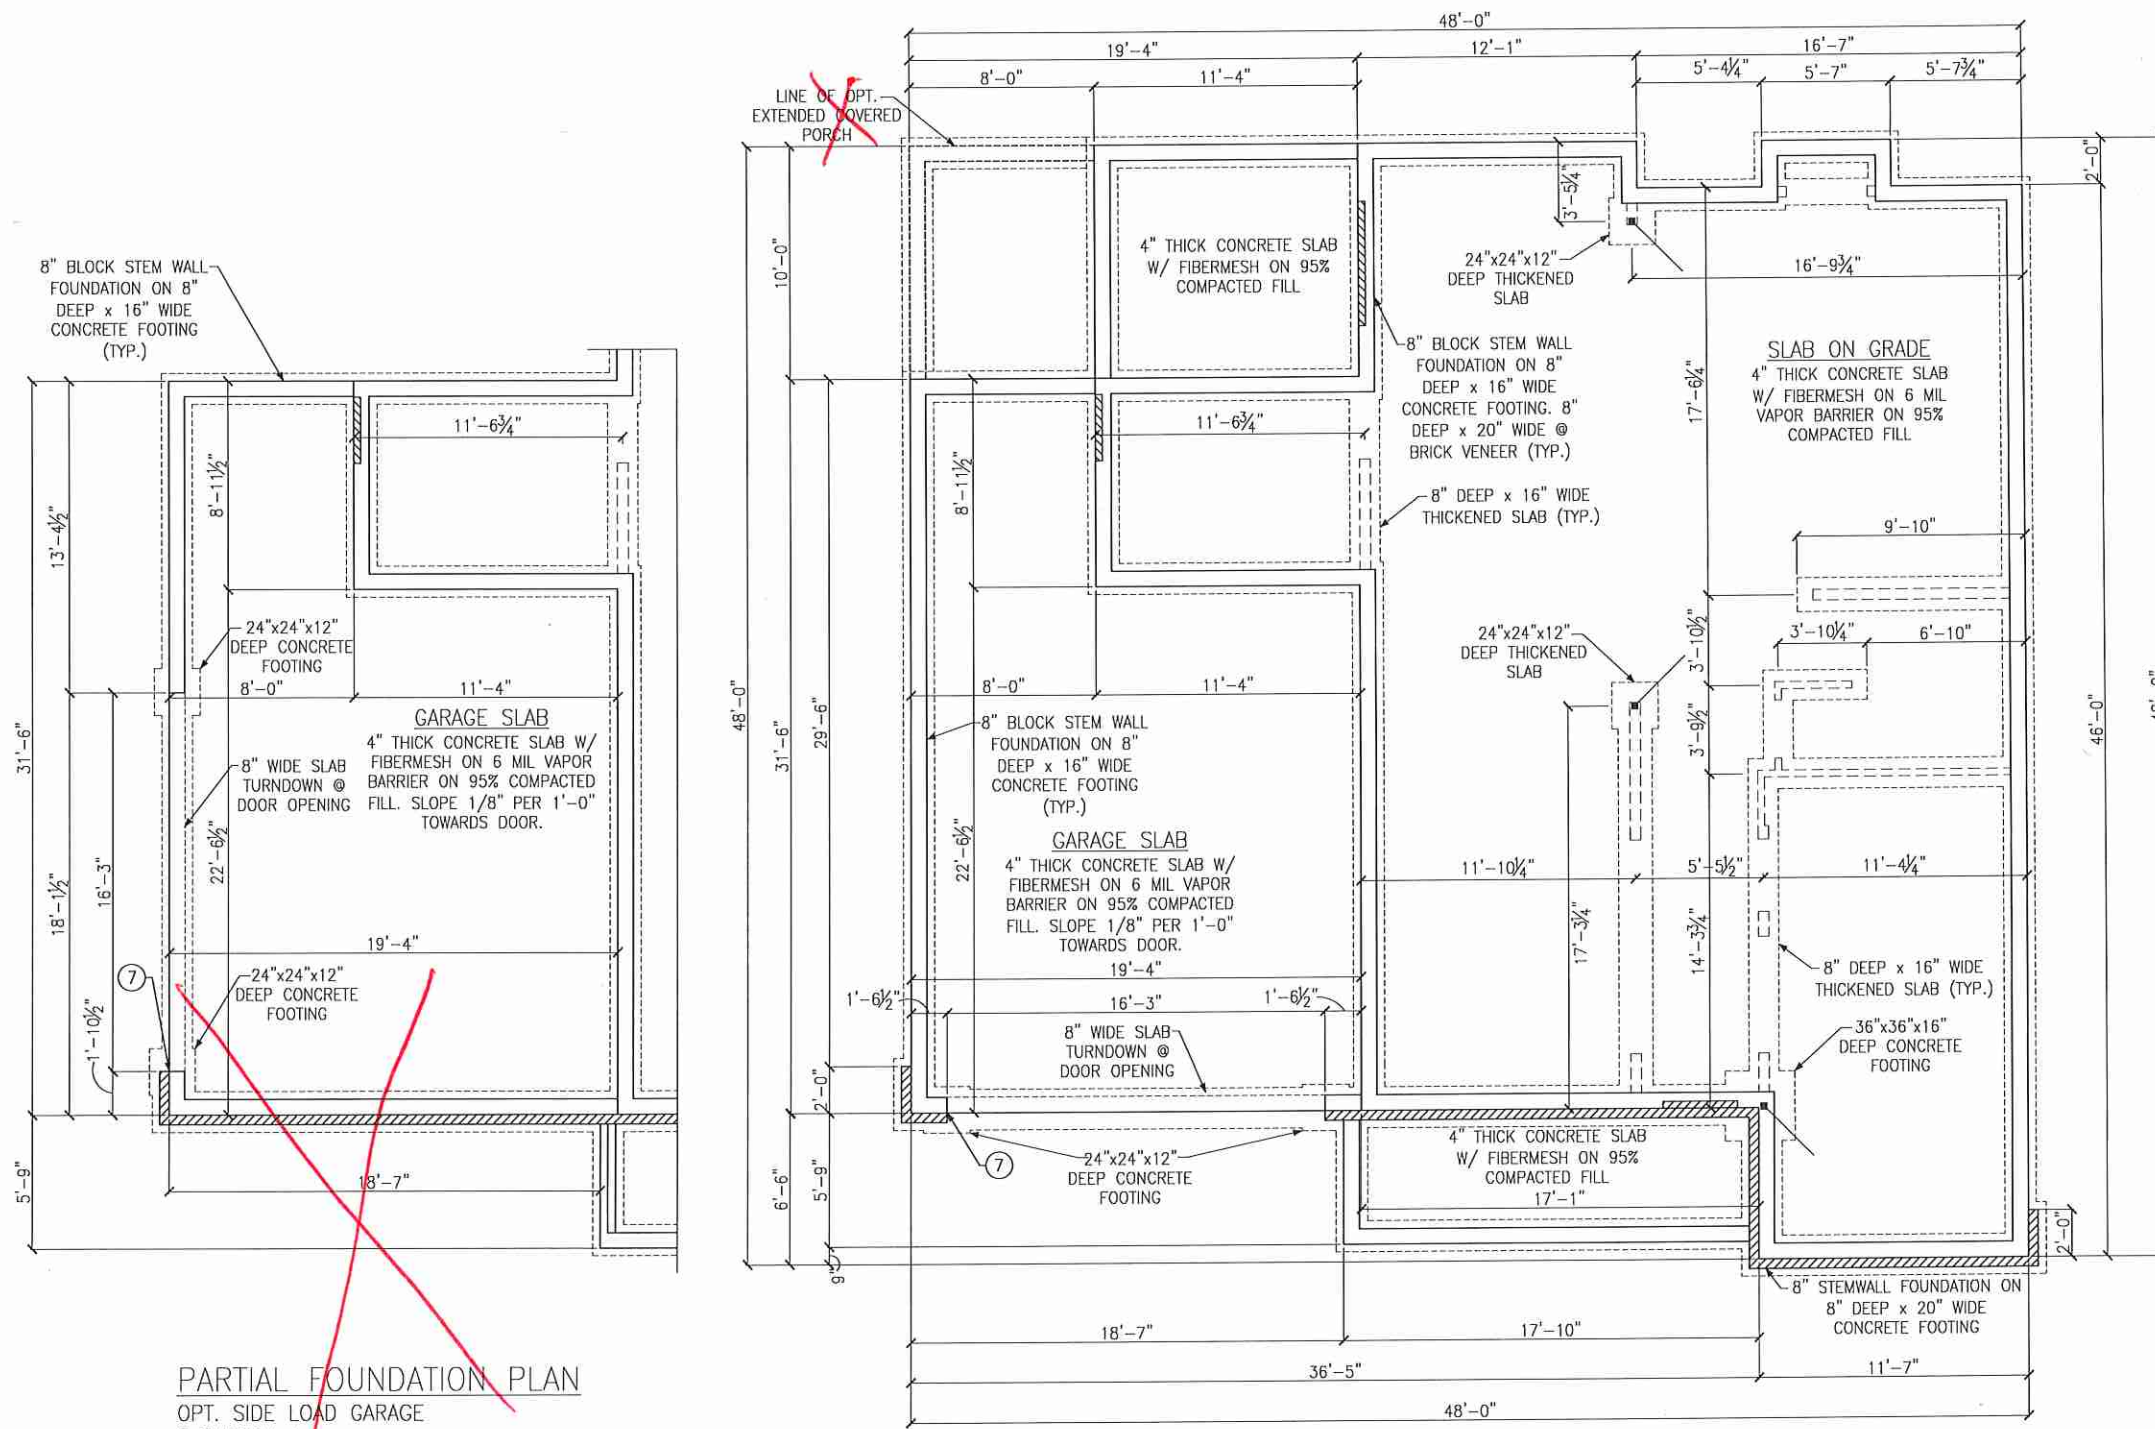 48'-0"
19'-4"
12'-1"
16'-7"
8'-0"
11'-4"
5'-4¼"
5'-7"
5'-7¾"
LINE OF OPT.
EXTENDED COVERED
PORCH
2'-0"
3'-5¼"
10'-0"
4" THICK CONCRETE SLAB
W/ FIBERMESH ON 95%
COMPACTED FILL
24"x24"x12"
DEEP THICKENED
SLAB
16'-9¾"
8" BLOCK STEM WALL
FOUNDATION ON 8"
DEEP x 16" WIDE
CONCRETE FOOTING
(TYP.)
8" BLOCK STEM WALL
FOUNDATION ON 8"
DEEP x 16" WIDE
CONCRETE FOOTING. 8"
DEEP x 20" WIDE @
BRICK VENEER (TYP.)
SLAB ON GRADE
4" THICK CONCRETE SLAB
W/ FIBERMESH ON 6 MIL
VAPOR BARRIER ON 95%
COMPACTED FILL
17'-6¼"
11'-6¾"
8'-11½"
13'-4½"
11'-6¾"
8'-11½"
8" DEEP x 16" WIDE
THICKENED SLAB (TYP.)
9'-10"
24"x24"x12"
DEEP CONCRETE
FOOTING
24"x24"x12"
DEEP THICKENED
SLAB
3'-10½"
3'-10¼"
6'-10"
8'-0"
11'-4"
8'-0"
11'-4"
31'-6"
48'-0"
31'-6"
29'-6"
3'-9½"
46'-0"
GARAGE SLAB
4" THICK CONCRETE SLAB W/
FIBERMESH ON 6 MIL VAPOR
BARRIER ON 95% COMPACTED
FILL. SLOPE 1/8" PER 1'-0"
TOWARDS DOOR.
8" WIDE SLAB
TURNDOWN @
DOOR OPENING
22'-6½"
16'-3"
18'-1½"
8" BLOCK STEM WALL
FOUNDATION ON 8"
DEEP x 16" WIDE
CONCRETE FOOTING
(TYP.)
GARAGE SLAB
4" THICK CONCRETE SLAB W/
FIBERMESH ON 6 MIL VAPOR
BARRIER ON 95% COMPACTED
FILL. SLOPE 1/8" PER 1'-0"
TOWARDS DOOR.
22'-6½"
11'-10¼"
5'-5½"
11'-4¼"
17'-3¼"
14'-3¾"
19'-4"
19'-4"
7
24"x24"x12"
DEEP CONCRETE
FOOTING
1'-10½"
1'-6½"
16'-3"
1'-6½"
8" WIDE SLAB
TURNDOWN @
DOOR OPENING
8" DEEP x 16" WIDE
THICKENED SLAB (TYP.)
36"x36"x16"
DEEP CONCRETE
FOOTING
2'-0"
5'-9"
18'-7"
6'-6"
5'-9"
9"
24"x24"x12"
DEEP CONCRETE
FOOTING
7
4" THICK CONCRETE SLAB
W/ FIBERMESH ON 95%
COMPACTED FILL
17'-1"
2'-0"
8" STEMWALL FOUNDATION ON
8" DEEP x 20" WIDE
CONCRETE FOOTING
18'-7"
17'-10"
36'-5"
11'-7"
48'-0"
PARTIAL FOUNDATION PLAN
OPT. SIDE LOAD GARAGE